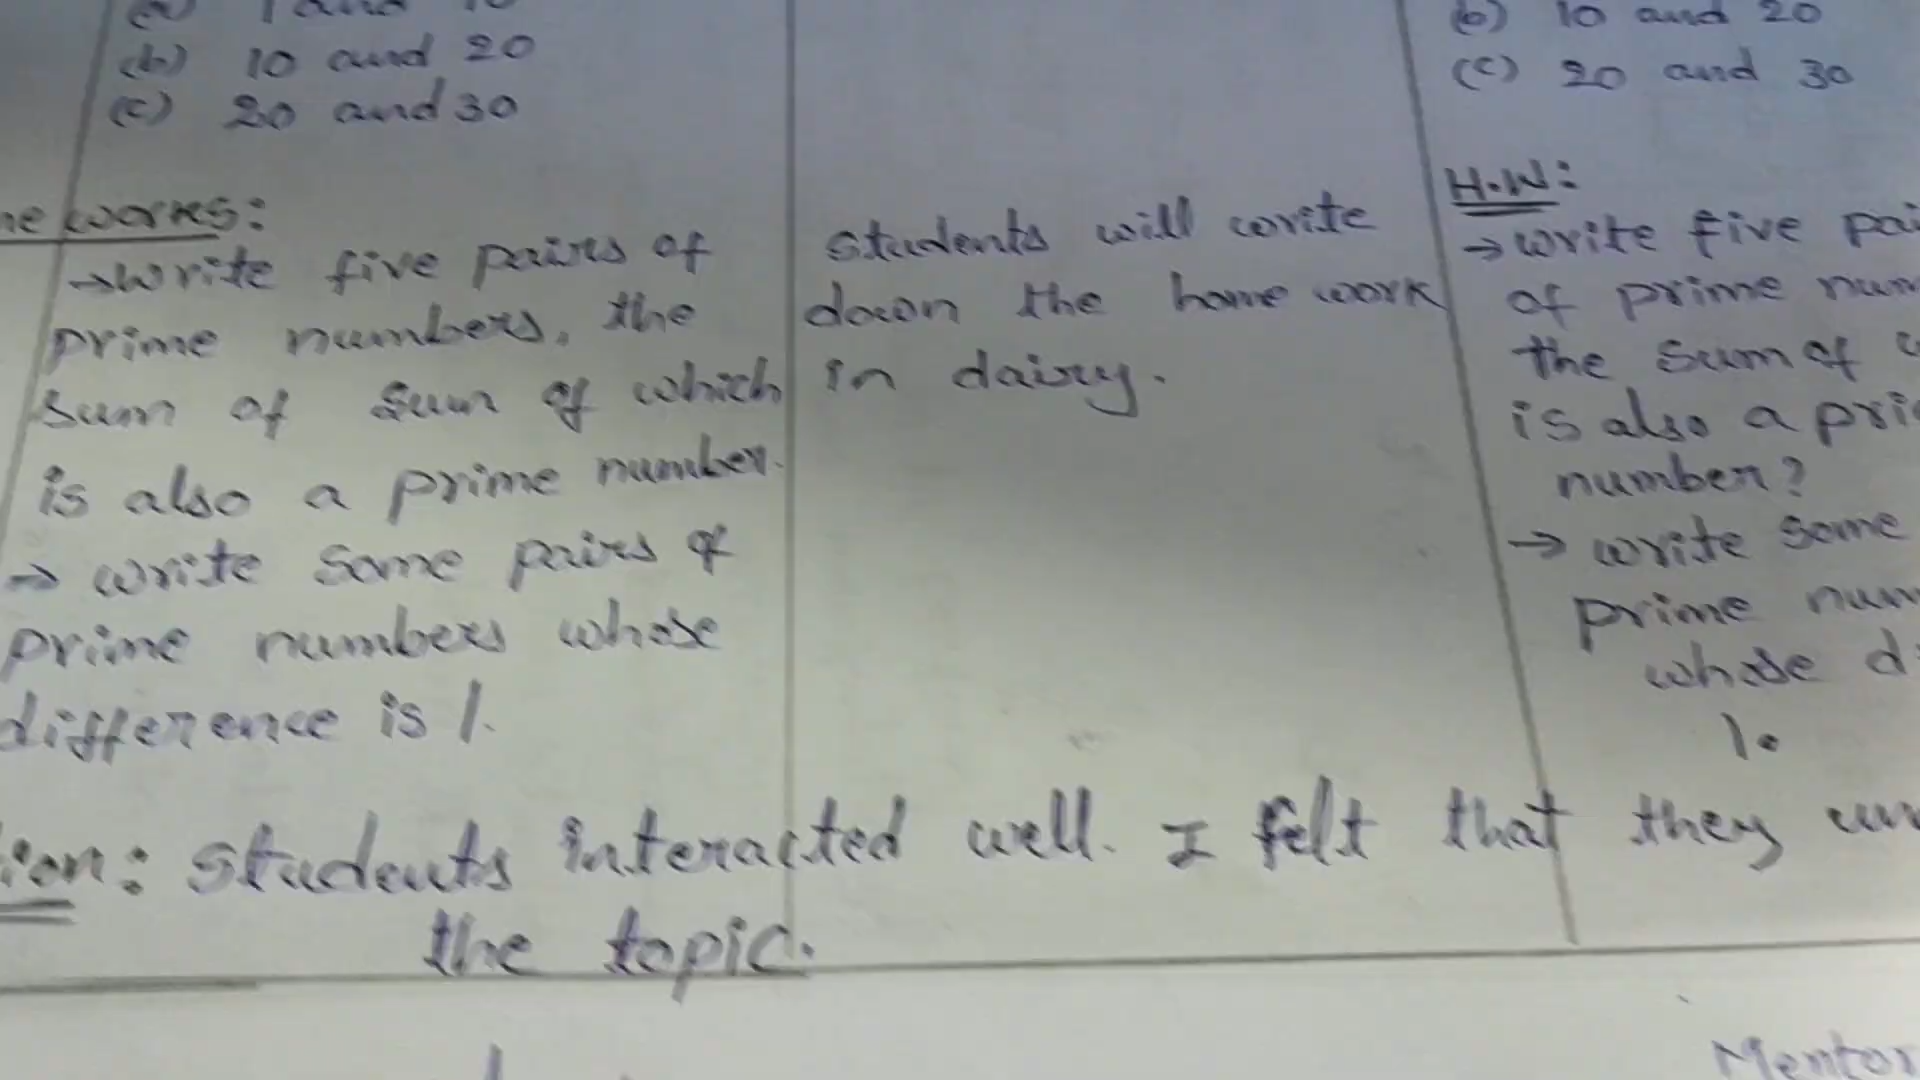 (b) 10 and 20
(c) 20 and 30
works:
→ Write five pairs of
prime numbers, the
sum of sum of which
is also a prime number.
→ write some pairs of
prime numbers whose
difference is 1.
students will write
down the home work
in dairy.
(b) 10 and 20
(c) 20 and 30
H.W:
→ write five
of prime
the sum of
is also a
number?
→ write some
prime
whose
1.
students interacted well. I felt that they
the topic.
Mentor